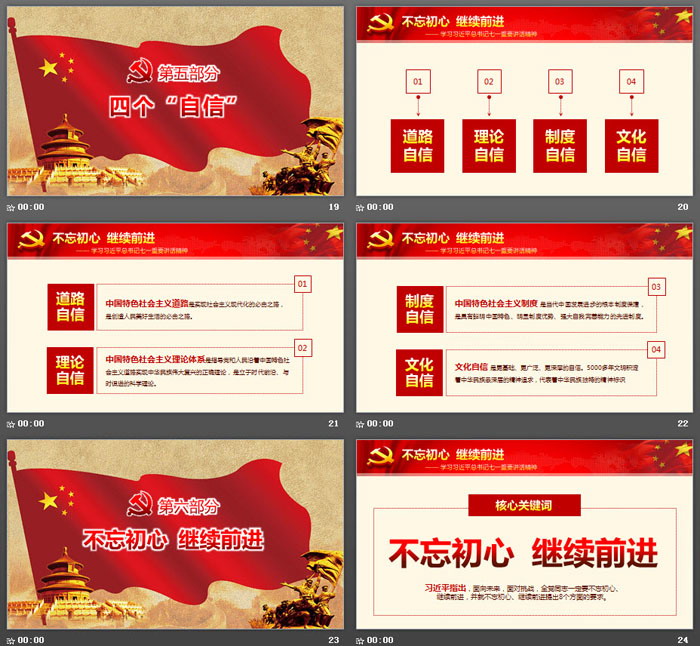 第五部分
四个“自信”
00:00
19
不忘初心 继续前进
—— 学习习近平总书记七一重要讲话精神
01
02
03
04
道路
自信
理论
自信
制度
自信
文化
自信
00:00
20
不忘初心 继续前进
—— 学习习近平总书记七一重要讲话精神
01
道路
自信
中国特色社会主义道路是实现社会主义现代化的必由之路，
是创造人民美好生活的必由之路。
02
理论
自信
中国特色社会主义理论体系是指导党和人民沿着中国特色社
会主义道路实现中华民族伟大复兴的正确理论，是立于时代前沿、与
时俱进的科学理论。
00:00
21
不忘初心 继续前进
—— 学习习近平总书记七一重要讲话精神
03
制度
自信
中国特色社会主义制度 是当代中国发展进步的根本制度保障，
是具有鲜明中国特色、明显制度优势、强大自我完善能力的先进制度。
04
文化
自信
文化自信 是更基础、更广泛、更深厚的自信。5000多年文明积淀
着中华民族最深层的精神追求，代表着中华民族独特的精神标识
00:00
22
第六部分
不忘初心 继续前进
00:00
23
不忘初心 继续前进
—— 学习习近平总书记七一重要讲话精神
核心关键词
不忘初心 继续前进
习近平指出，面向未来，面对挑战，全党同志一定要不忘初心、
继续前进，并就不忘初心、继续前进提出8个方面的要求。
00:00
24